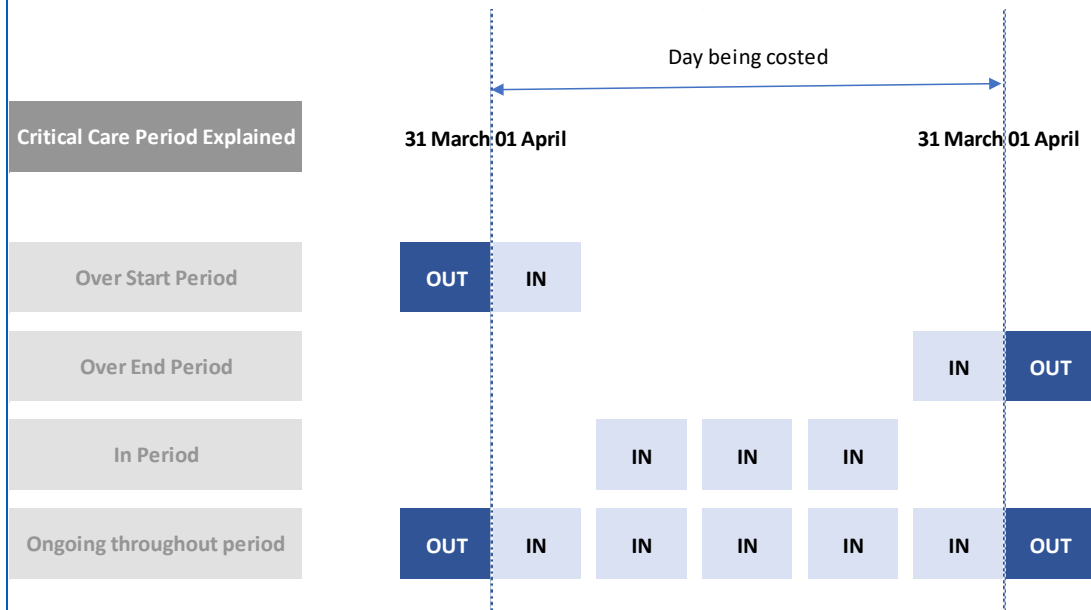 Day being costed
Critical Care Period Explained 31 March 01 April 31 March 01 April
Over Start Period OUT IN
Over End Period IN OUT
In Period IN IN IN
Ongoing throughout period OUT IN IN IN IN IN OUT